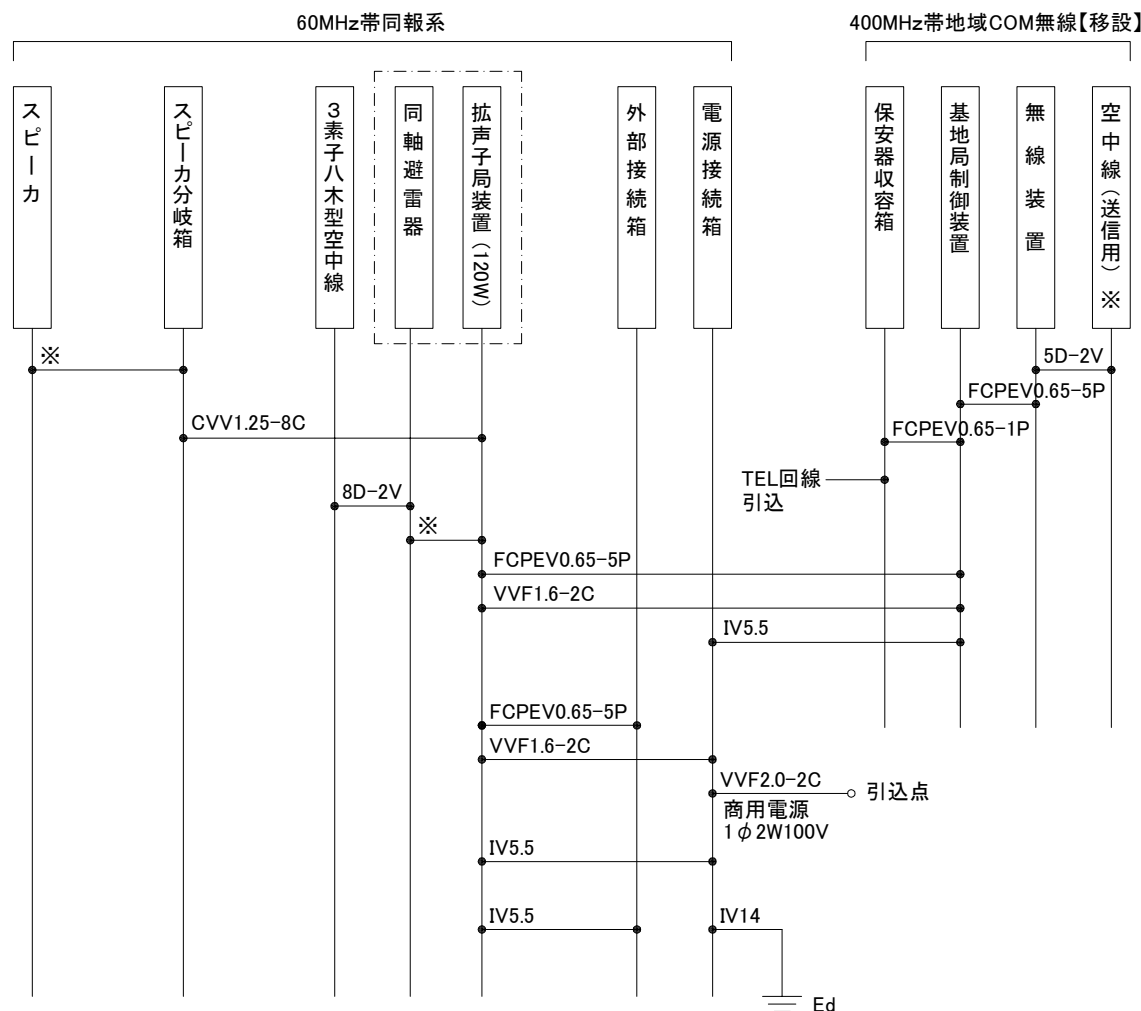 60MHz帯同報系
400MHz帯地域COM無線【移設】
スピーカ
スピーカ分岐箱
3素子八木型空中線
同軸避雷器
拡声子局装置(120W)
外部接続箱
電源接続箱
保安器収容箱
基地局制御装置
無線装置
空中線(送信用)※
※
5D-2V
FCPEV0.65-5P
CVV1.25-8C
FCPEV0.65-1P
TEL回線
引込
8D-2V
※
FCPEV0.65-5P
VVF1.6-2C
IV5.5
FCPEV0.65-5P
VVF1.6-2C
VVF2.0-2C
引込点
商用電源
1φ2W100V
IV5.5
IV5.5
IV14
Ed